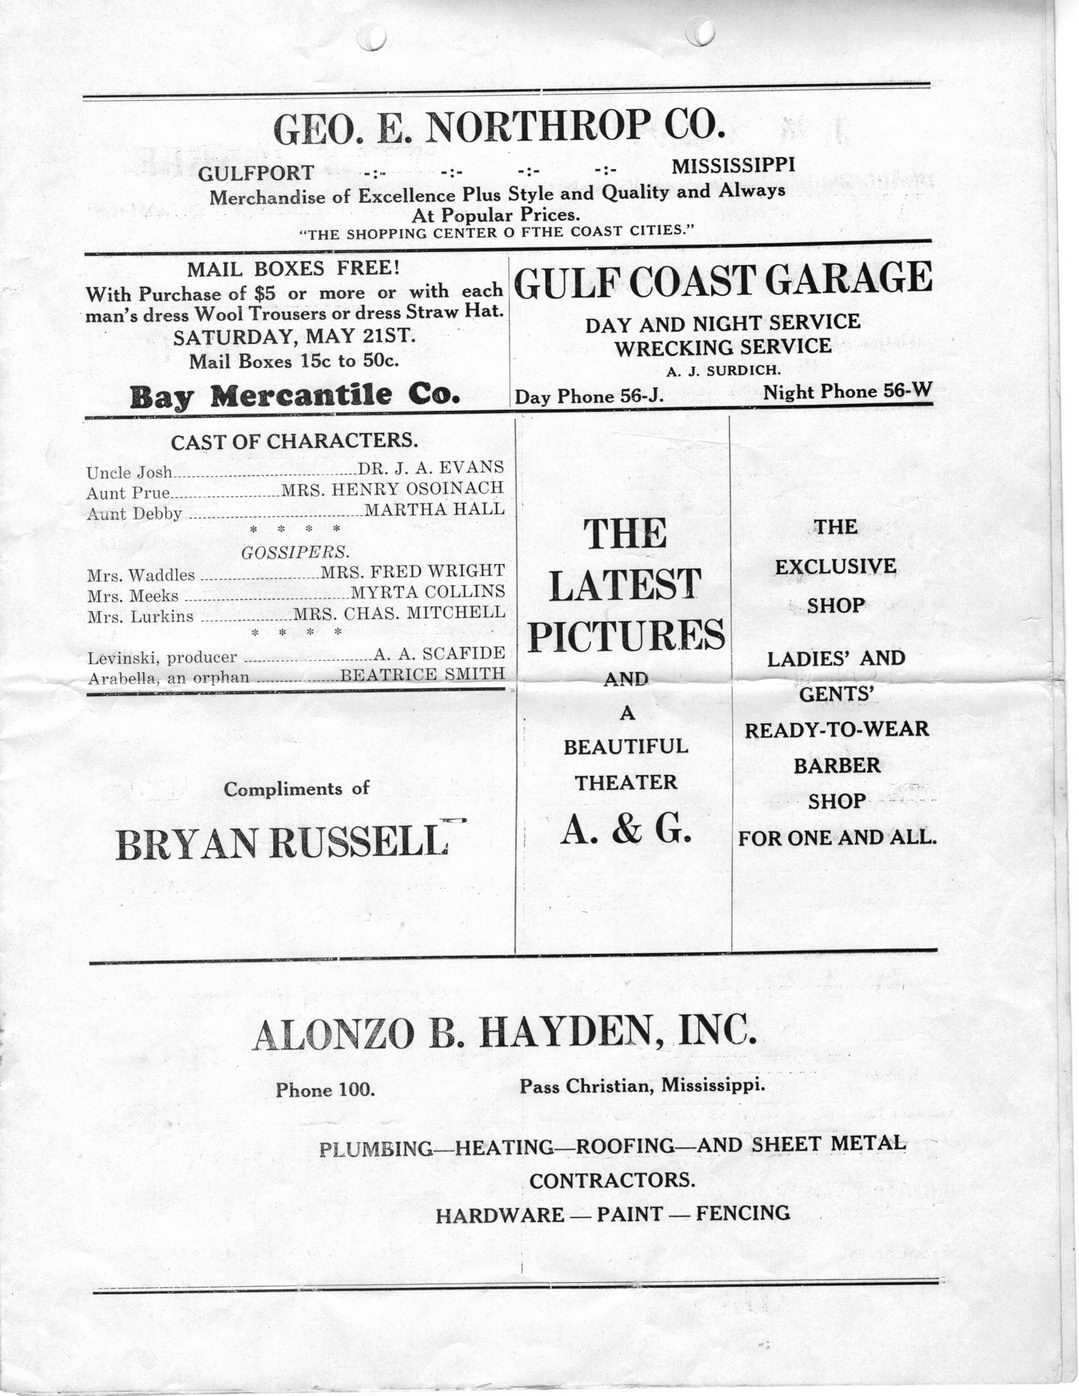 GEO. E. NORTHROP CO.
GULFPORT -:- -:- -:- -:- MISSISSIPPI
Merchandise of Excellence Plus Style and Quality and Always
At Popular Prices.
"THE SHOPPING CENTER O FTHE COAST CITIES."
MAIL BOXES FREE!
With Purchase of $5 or more or with each
man's dress Wool Trousers or dress Straw Hat.
SATURDAY, MAY 21ST.
Mail Boxes 15c to 50c.
Bay Mercantile Co.
GULF COAST GARAGE
DAY AND NIGHT SERVICE
WRECKING SERVICE
A. J. SURDICH.
Day Phone 56-J. Night Phone 56-W
CAST OF CHARACTERS.
Uncle Josh DR. J. A. EVANS
Aunt Prue MRS. HENRY OSOINACH
Aunt Debby MARTHA HALL
* * * *
GOSSIPERS.
Mrs. Waddles MRS. FRED WRIGHT
Mrs. Meeks MYRTA COLLINS
Mrs. Lurkins MRS. CHAS. MITCHELL
* * * *
Levinski, producer A. A. SCAFIDE
Arabella, an orphan BEATRICE SMITH
Compliments of
BRYAN RUSSELL
THE
LATEST
PICTURES
AND
A
BEAUTIFUL
THEATER
A. & G.
THE
EXCLUSIVE
SHOP
LADIES' AND
GENTS'
READY-TO-WEAR
BARBER
SHOP
FOR ONE AND ALL.
ALONZO B. HAYDEN, INC.
Phone 100. Pass Christian, Mississippi.
PLUMBING—HEATING—ROOFING—AND SHEET METAL
CONTRACTORS.
HARDWARE — PAINT — FENCING